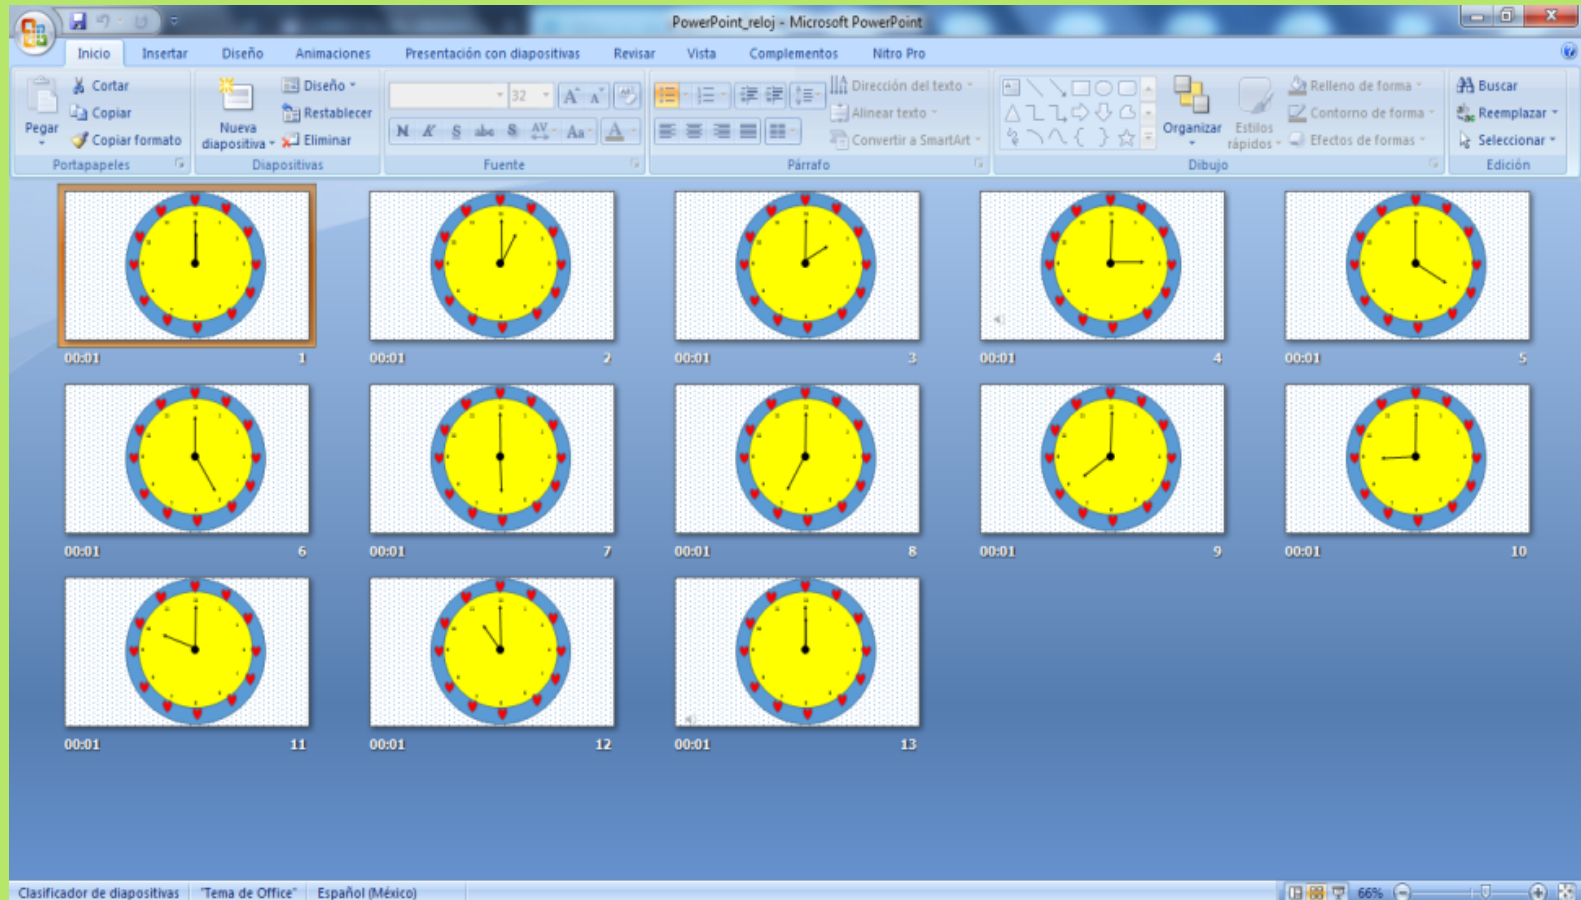 PowerPoint_reloj - Microsoft PowerPoint
Inicio Insertar Diseño Animaciones Presentación con diapositivas Revisar Vista Complementos Nitro Pro
Pegar
Cortar
Copiar
Copiar formato
Portapapeles
Nueva diapositiva
Diseño
Restablecer
Eliminar
Diapositivas
32
N K S abc S AV Aa A
Fuente
Dirección del texto
Alinear texto
Convertir a SmartArt
Párrafo
Organizar
Estilos rápidos
Relleno de forma
Contorno de forma
Efectos de formas
Dibujo
Buscar
Reemplazar
Seleccionar
Edición
00:01 1 00:01 2 00:01 3 00:01 4 00:01 5
00:01 6 00:01 7 00:01 8 00:01 9 00:01 10
00:01 11 00:01 12 00:01 13
Clasificador de diapositivas "Tema de Office" Español (México) 66%